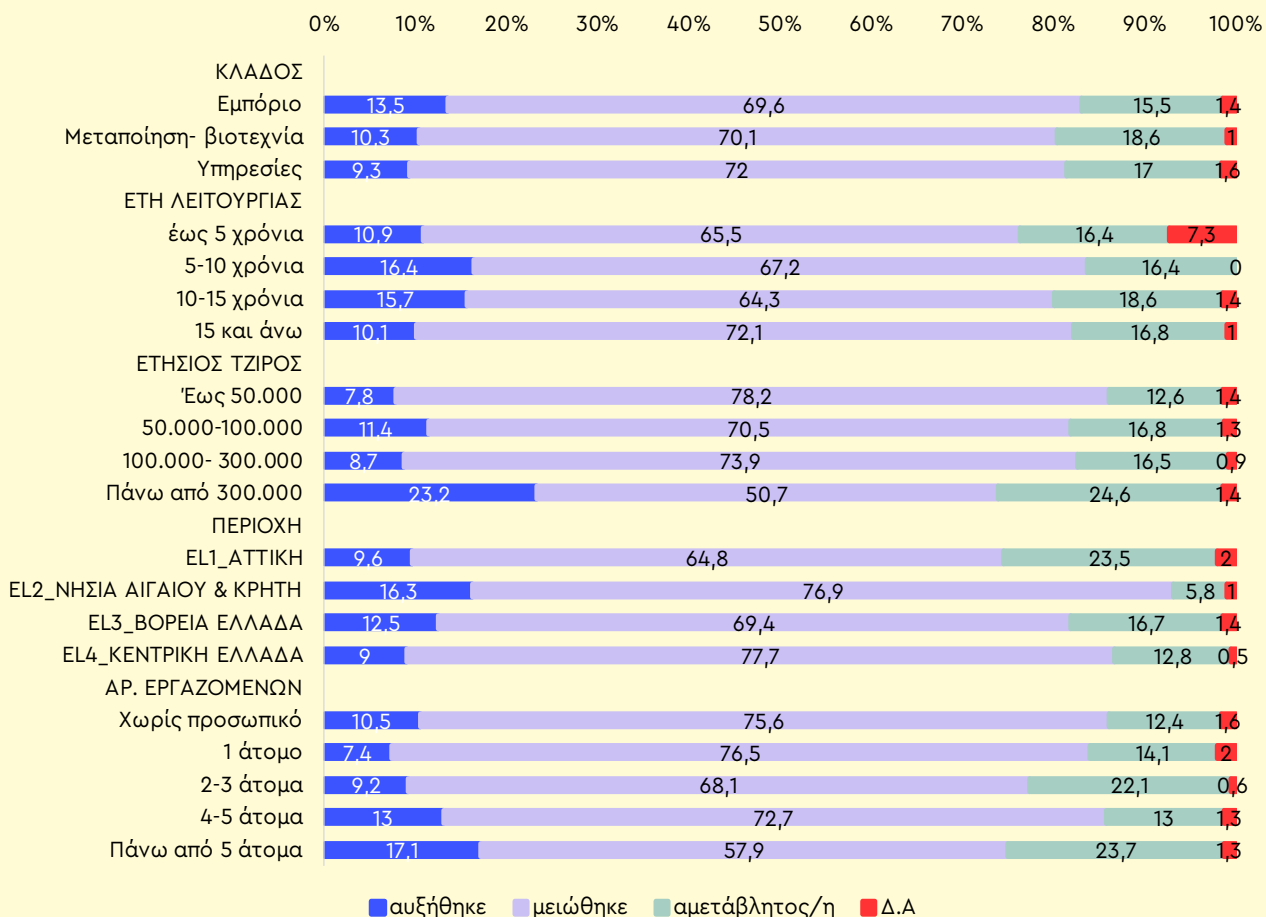 0% 10% 20% 30% 40% 50% 60% 70% 80% 90% 100%
ΚΛΑΔΟΣ
Εμπόριο 13,5 69,6 15,5 1,4
Μεταποίηση- βιοτεχνία 10,3 70,1 18,6 1
Υπηρεσίες 9,3 72 17 1,6
ΕΤΗ ΛΕΙΤΟΥΡΓΙΑΣ
έως 5 χρόνια 10,9 65,5 16,4 7,3
5-10 χρόνια 16,4 67,2 16,4 0
10-15 χρόνια 15,7 64,3 18,6 1,4
15 και άνω 10,1 72,1 16,8 1
ΕΤΗΣΙΟΣ ΤΖΙΡΟΣ
Έως 50.000 7,8 78,2 12,6 1,4
50.000-100.000 11,4 70,5 16,8 1,3
100.000- 300.000 8,7 73,9 16,5 0,9
Πάνω από 300.000 23,2 50,7 24,6 1,4
ΠΕΡΙΟΧΗ
EL1_ΑΤΤΙΚΗ 9,6 64,8 23,5 2
EL2_ΝΗΣΙΑ ΑΙΓΑΙΟΥ & ΚΡΗΤΗ 16,3 76,9 5,8 1
EL3_ΒΟΡΕΙΑ ΕΛΛΑΔΑ 12,5 69,4 16,7 1,4
EL4_ΚΕΝΤΡΙΚΗ ΕΛΛΑΔΑ 9 77,7 12,8 0,5
ΑΡ. ΕΡΓΑΖΟΜΕΝΩΝ
Χωρίς προσωπικό 10,5 75,6 12,4 1,6
1 άτομο 7,4 76,5 14,1 2
2-3 άτομα 9,2 68,1 22,1 0,6
4-5 άτομα 13 72,7 13 1,3
Πάνω από 5 άτομα 17,1 57,9 23,7 1,3
αυξήθηκε μειώθηκε αμετάβλητος/η Δ.Α